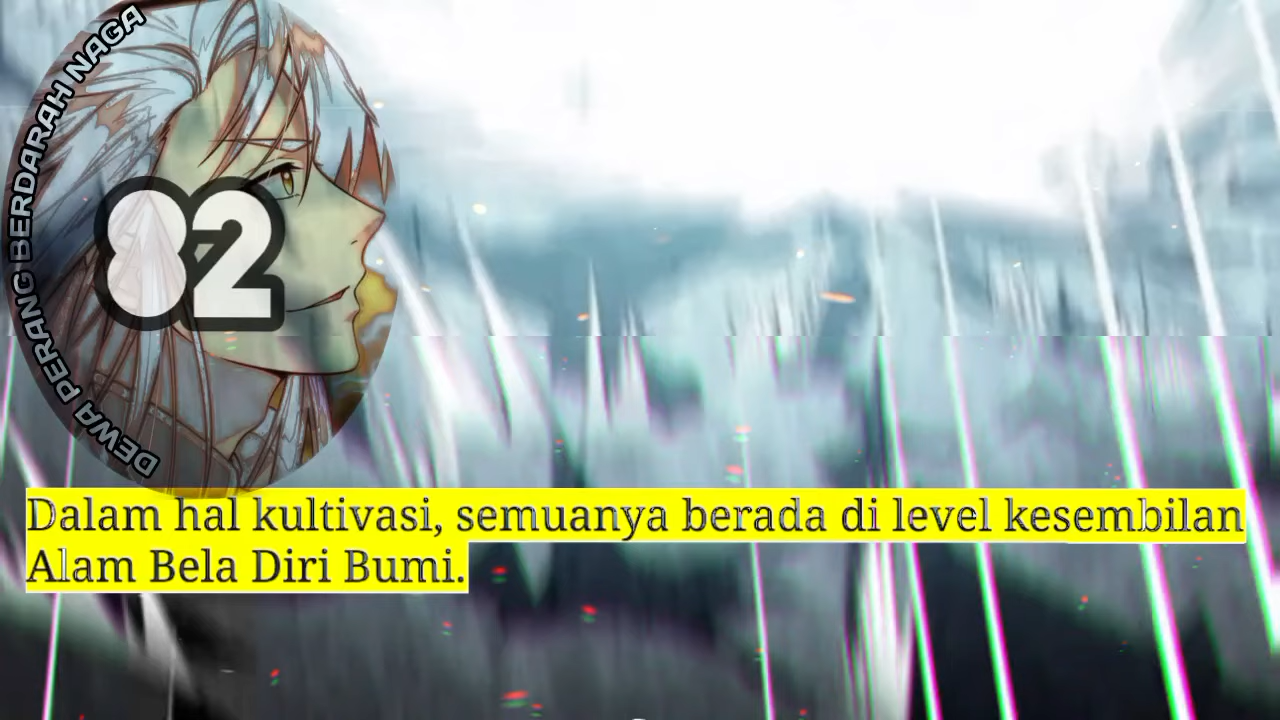 DEWA PERANG BERDARAH NAGA
82
Dalam hal kultivasi, semuanya berada di level kesembilan
Alam Bela Diri Bumi.